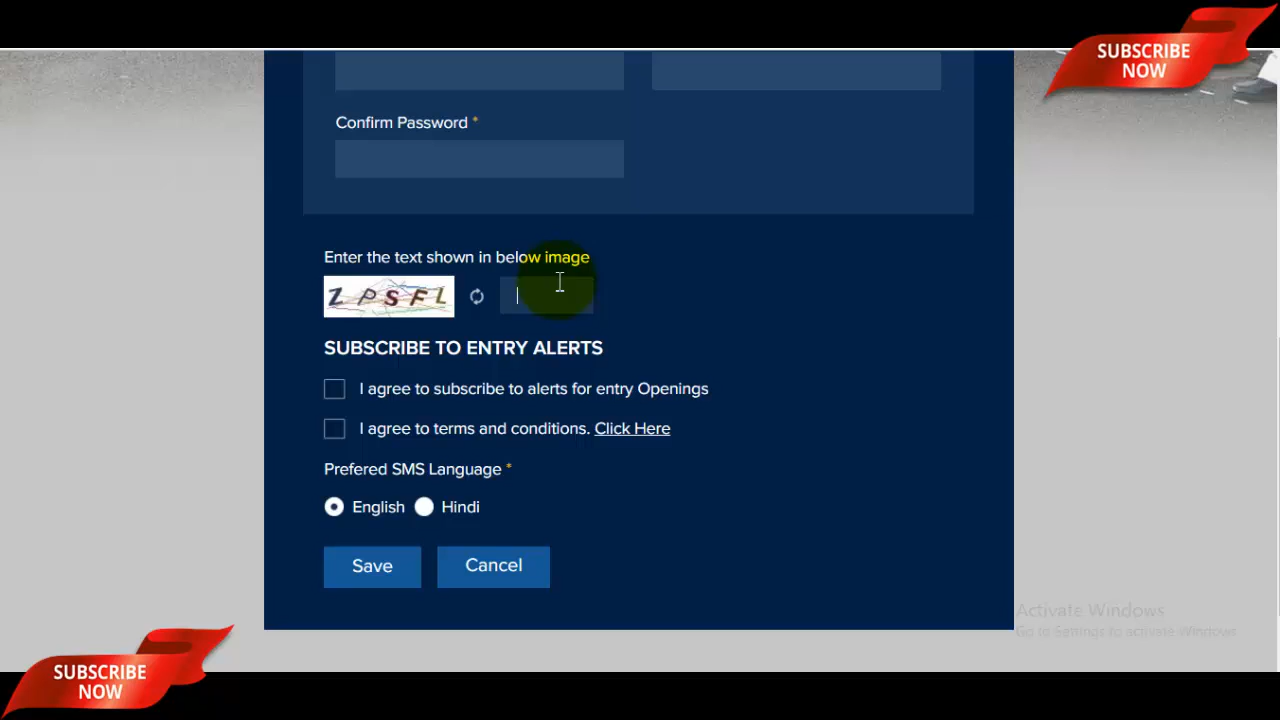 SUBSCRIBE
NOW
Confirm Password *
Enter the text shown in below image
ZPSFL
SUBSCRIBE TO ENTRY ALERTS
I agree to subscribe to alerts for entry Openings
I agree to terms and conditions. Click Here
Prefered SMS Language *
English Hindi
Save Cancel
Activate Windows
Go to Settings to activate Windows.
SUBSCRIBE
NOW